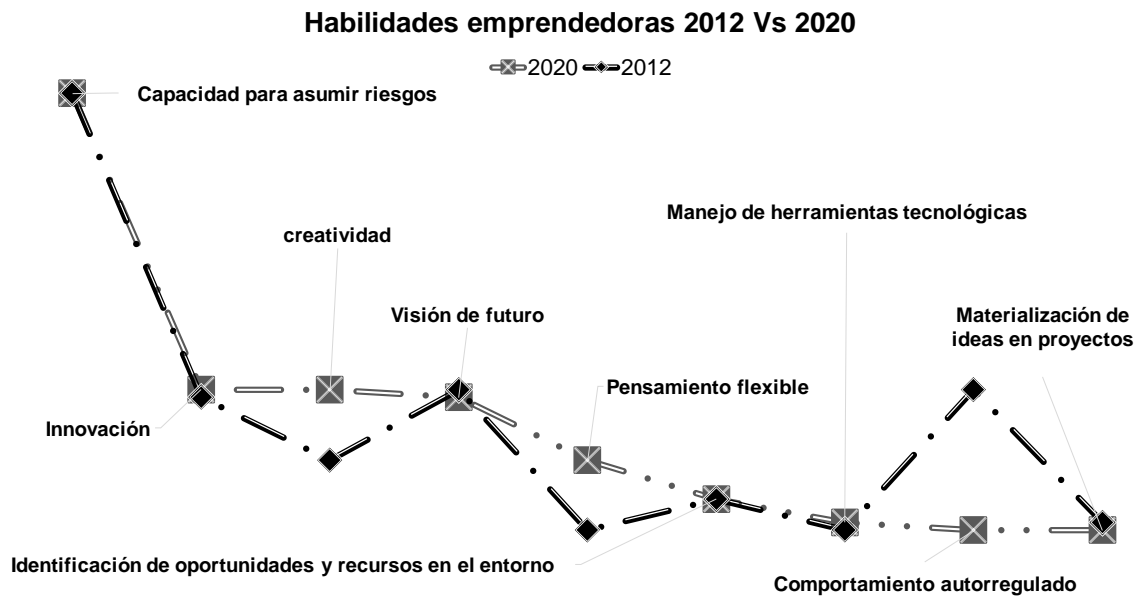 Habilidades emprendedoras 2012 Vs 2020
2020 2012
Capacidad para asumir riesgos
Manejo de herramientas tecnológicas
creatividad
Visión de futuro
Materialización de
ideas en proyectos
Pensamiento flexible
Innovación
Identificación de oportunidades y recursos en el entorno
Comportamiento autorregulado